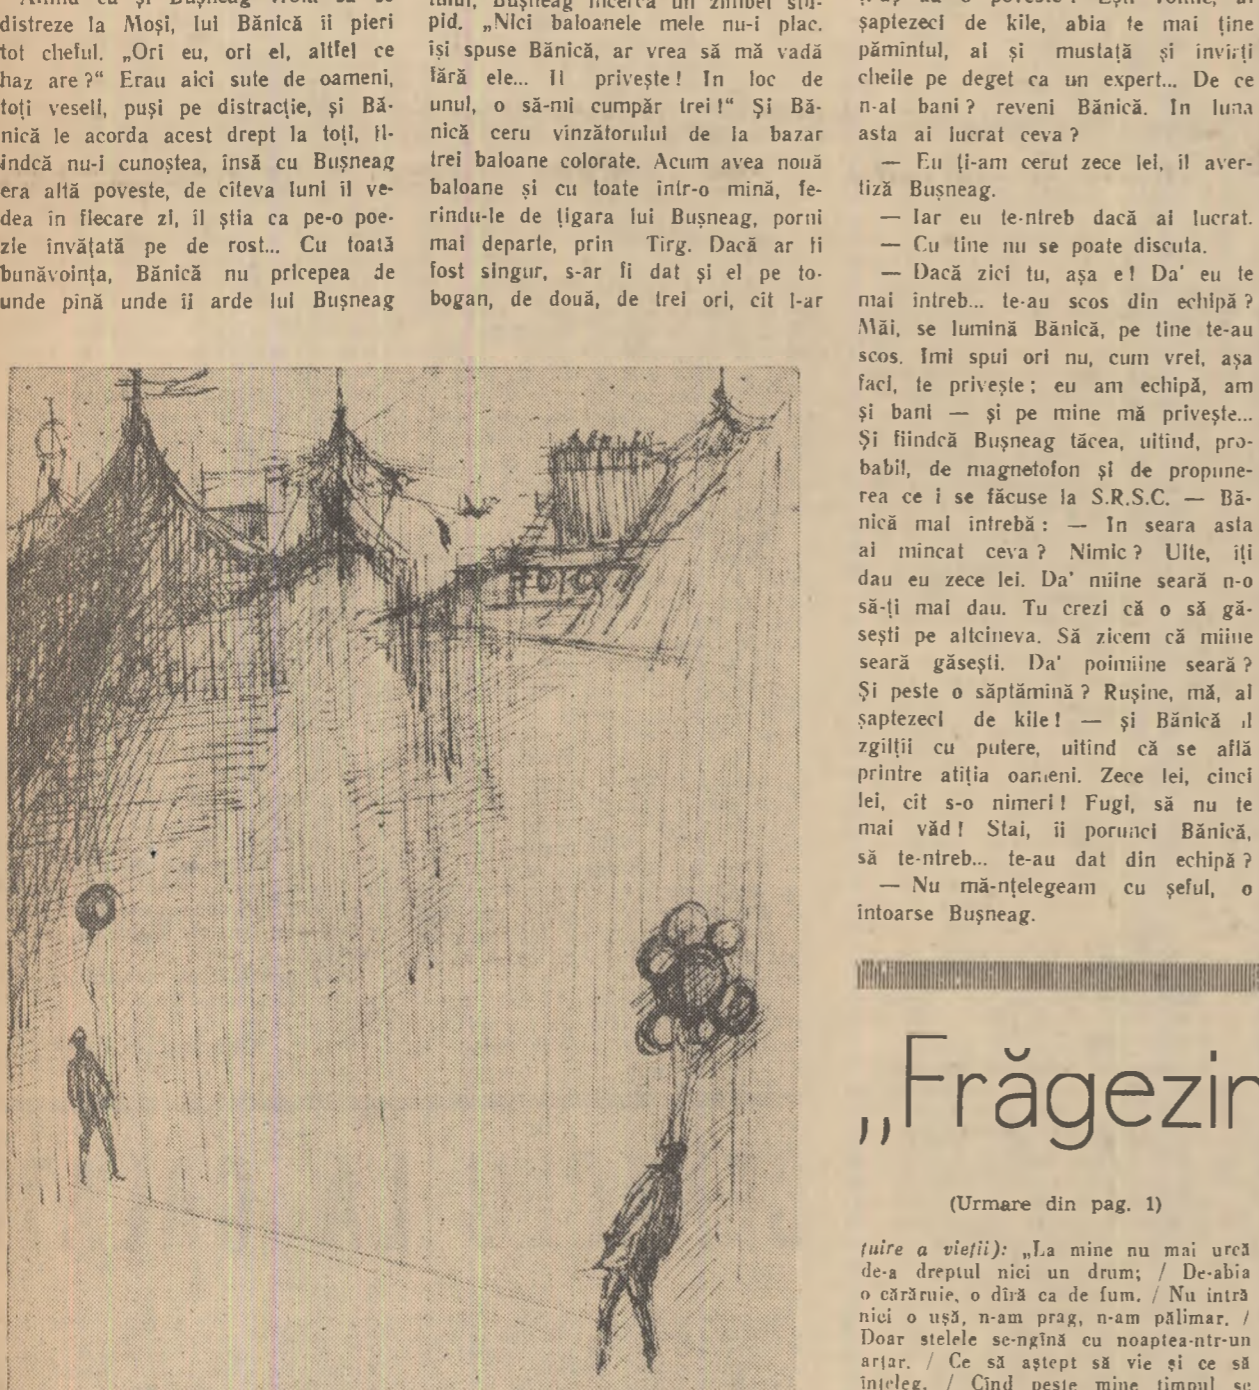 distreze la Moși, lui Bănică îi pieri
tot cheful. „Ori eu, ori el, altfel ce
haz are ?“ Erau aici sute de oameni,
toți veseli, puși pe distracție, și Bă-
nică le acorda acest drept la toți, fi-
indcă nu-i cunoștea, însă cu Bușneag
era altă poveste, de cîteva luni îl ve-
dea în fiecare zi, îl știa ca pe-o poe-
zie învățată pe de rost... Cu toată
bunăvoința, Bănică nu pricepea de
unde pînă unde îi arde lui Bușneag
Bușneag încerca un zîmbet stu-
pid. „Nici baloanele mele nu-i plac.
își spuse Bănică, ar vrea să mă vadă
fără ele... Il privește ! In loc de
unul, o să-mi cumpăr trei !“ Și Bă-
nică ceru vînzătorului de la bazar
trei baloane colorate. Acum avea nouă
baloane și cu toate într-o mînă, fe-
rindu-le de țigara lui Bușneag, porni
mai departe, prin Tîrg. Dacă ar fi
fost singur, s-ar fi dat și el pe to-
bogan, de două, de trei ori, cît l-ar
șaptezeci de kile, abia te mai ține
pămîntul, ai și mustață și învîrți
cheile pe deget ca un expert... De ce
n-ai bani ? reveni Bănică. In luna
asta ai lucrat ceva ?
— Eu ți-am cerut zece lei, îl aver-
tiză Bușneag.
— Iar eu te-ntreb dacă ai lucrat.
— Cu tine nu se poate discuta.
— Dacă zici tu, așa e ! Da' eu te
mai întreb... te-au scos din echipă ?
Măi, se lumină Bănică, pe tine te-au
scos. Imi spui ori nu, cum vrei, așa
faci, te privește ; eu am echipă, am
și bani — și pe mine mă privește...
Și fiindcă Bușneag tăcea, uitînd, pro-
babil, de magnetofon și de propune-
rea ce i se făcuse la S.R.S.C. — Bă-
nică mai întrebă : — In seara asta
ai mîncat ceva ? Nimic ? Uite, îți
dau eu zece lei. Da' mîine seară n-o
să-ți mai dau. Tu crezi că o să gă-
sești pe altcineva. Să zicem că mîine
seară găsești. Da' poimîine seară ?
Și peste o săptămînă ? Rușine, mă, ai
șaptezeci de kile ! — și Bănică îl
zgîlții cu putere, uitînd că se află
printre atîția oameni. Zece lei, cinci
lei, cît s-o nimeri ! Fugi, să nu te
mai văd ! Stai, îi porunci Bănică,
să te-ntreb... te-au dat din echipă ?
— Nu mă-nțelegeam cu șeful, o
întoarse Bușneag.
FOTO
„Frăgezi
(Urmare din pag. 1)
tuire a vieții): „La mine nu mai urcă
de-a dreptul nici un drum; / De-abia
o cărăruie, o dîră ca de fum. / Nu intră
nici o ușă, n-am prag, n-am pălimar. /
Doar stelele se-ngînă cu noaptea-ntr-un
arțar. / Ce să aștept să vie și ce să
înțeleg. / Cînd peste mine timpul se